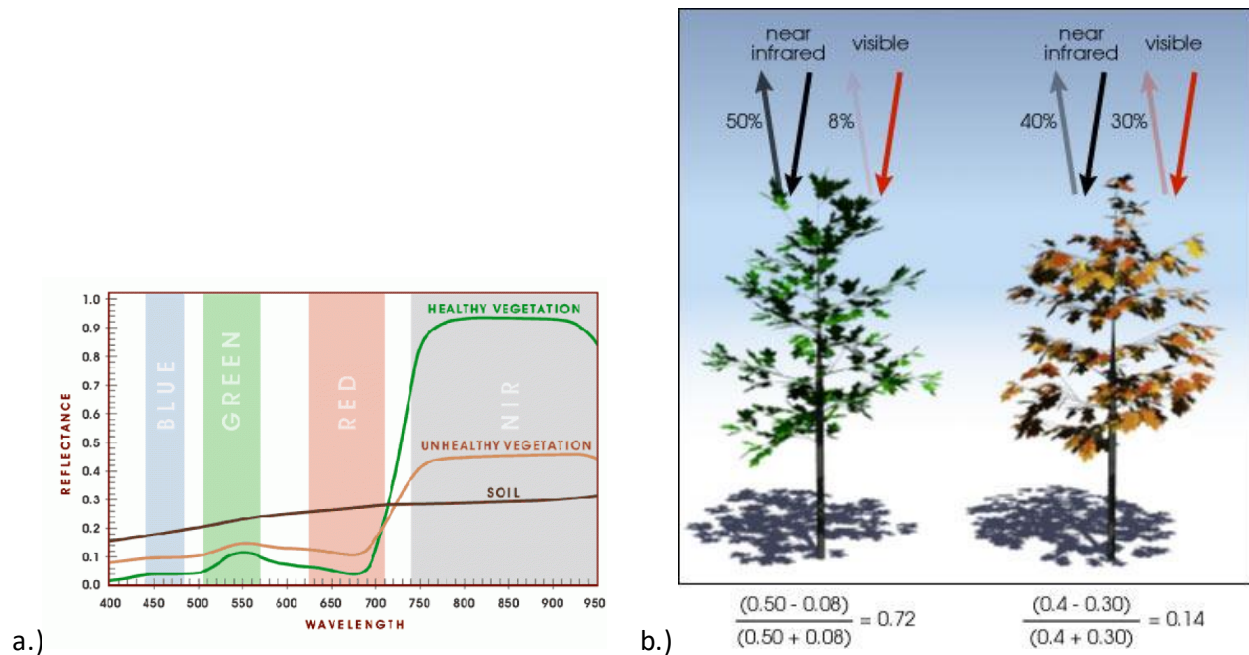 a.)
1.0
0.9
0.8
0.7
0.6
0.5
0.4
0.3
0.2
0.1
0.0
REFLECTANCE
BLUE
GREEN
RED
NIR
HEALTHY VEGETATION
UNHEALTHY VEGETATION
SOIL
400 450 500 550 600 650 700 750 800 850 900 950
WAVELENGTH
b.)
near infrared visible near infrared visible
50% 8% 40% 30%
(0.50 - 0.08)
(0.50 + 0.08) = 0.72
(0.4 - 0.30)
(0.4 + 0.30) = 0.14